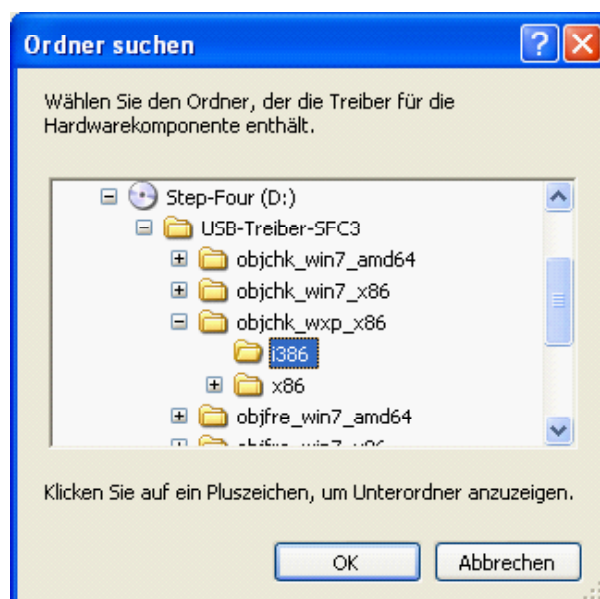 Ordner suchen
Wählen Sie den Ordner, der die Treiber für die
Hardwarekomponente enthält.
Step-Four (D:)
USB-Treiber-SFC3
objchk_win7_amd64
objchk_win7_x86
objchk_wxp_x86
i386
x86
objfre_win7_amd64
objfre_win7_x86
Klicken Sie auf ein Pluszeichen, um Unterordner anzuzeigen.
OK
Abbrechen